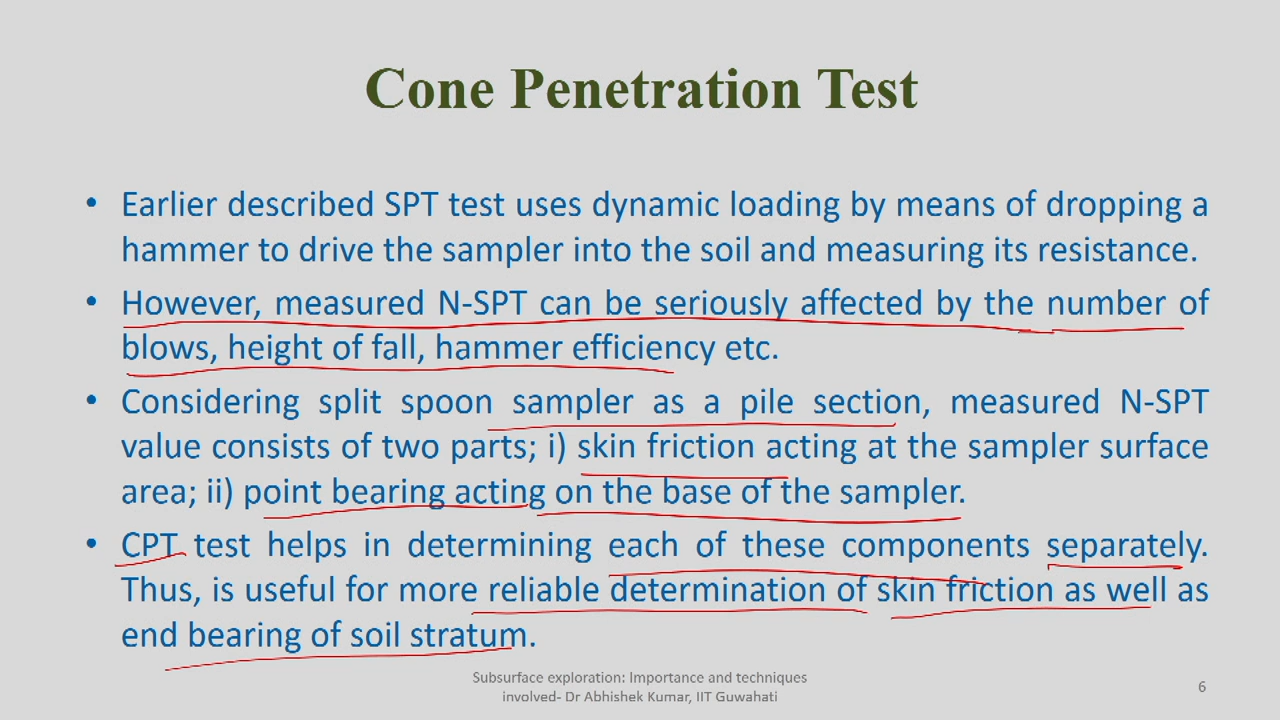 Cone Penetration Test
• Earlier described SPT test uses dynamic loading by means of dropping a
hammer to drive the sampler into the soil and measuring its resistance.
• However, measured N-SPT can be seriously affected by the number of
blows, height of fall, hammer efficiency etc.
• Considering split spoon sampler as a pile section, measured N-SPT
value consists of two parts; i) skin friction acting at the sampler surface
area; ii) point bearing acting on the base of the sampler.
• CPT test helps in determining each of these components separately.
Thus, is useful for more reliable determination of skin friction as well as
end bearing of soil stratum.
Subsurface exploration: Importance and techniques
involved- Dr Abhishek Kumar, IIT Guwahati
6